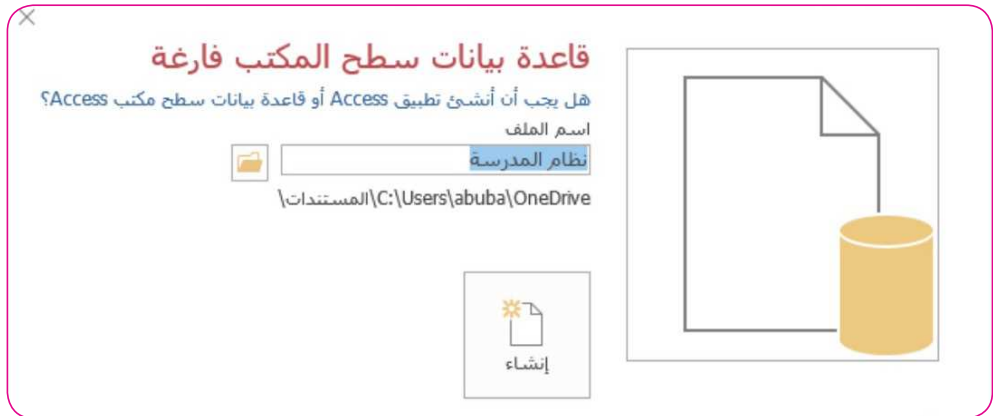 قاعدة بيانات سطح المكتب فارغة
هل يجب أن أنشئ تطبيق Access أو قاعدة بيانات سطح مكتب Access؟
اسم الملف
نظام المدرسة
C:\Users\abuba\OneDrive\المستندات\
إنشاء